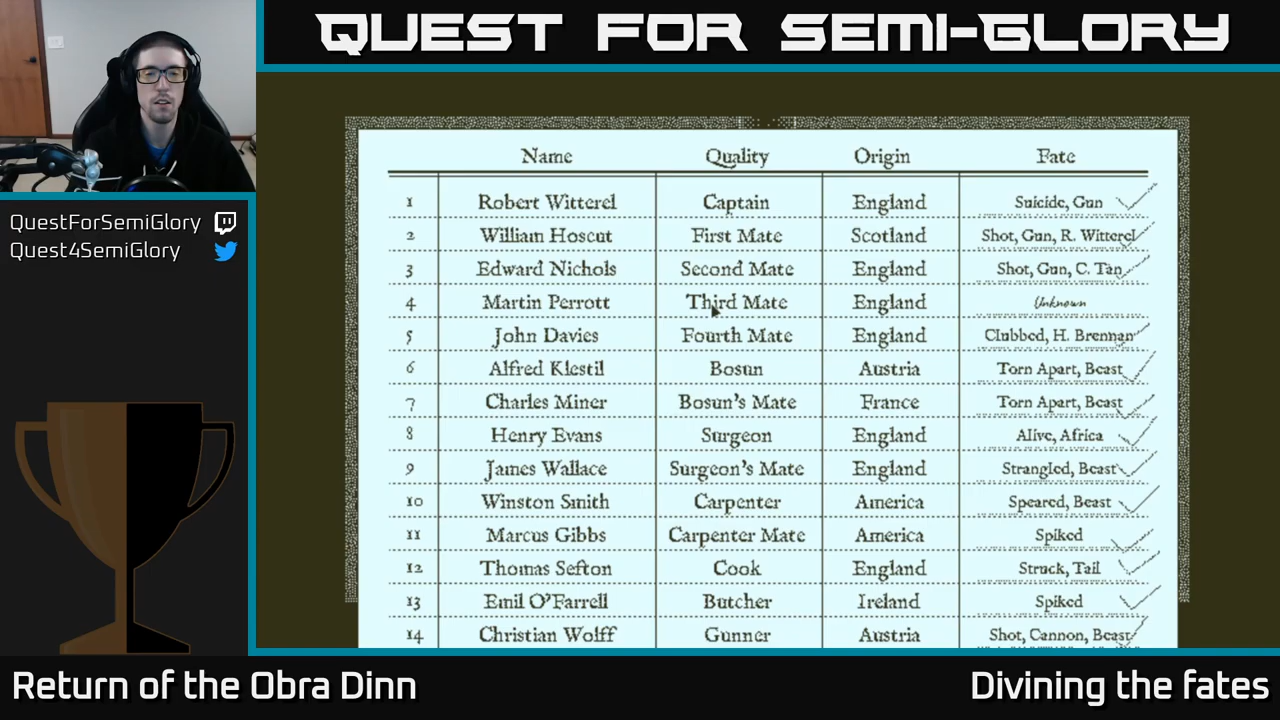 QUEST FOR SEMI-GLORY
QuestForSemiGlory
Quest4SemiGlory
Name Quality Origin Fate
1 Robert Witterel Captain England Suicide, Gun
2 William Hoscut First Mate Scotland Shot, Gun, R. Witterel
3 Edward Nichols Second Mate England Shot, Gun, C. Tan
4 Martin Perrott Third Mate England Unknown
5 John Davies Fourth Mate England Clubbed, H. Brennan
6 Alfred Klestil Bosun Austria Torn Apart, Beast
7 Charles Miner Bosun's Mate France Torn Apart, Beast
8 Henry Evans Surgeon England Alive, Africa
9 James Wallace Surgeon's Mate England Strangled, Beast
10 Winston Smith Carpenter America Speared, Beast
11 Marcus Gibbs Carpenter Mate America Spiked
12 Thomas Sefton Cook England Struck, Tail
13 Emil O'Farrell Butcher Ireland Spiked
14 Christian Wolff Gunner Austria Shot, Cannon, Beast
Return of the Obra Dinn
Divining the fates